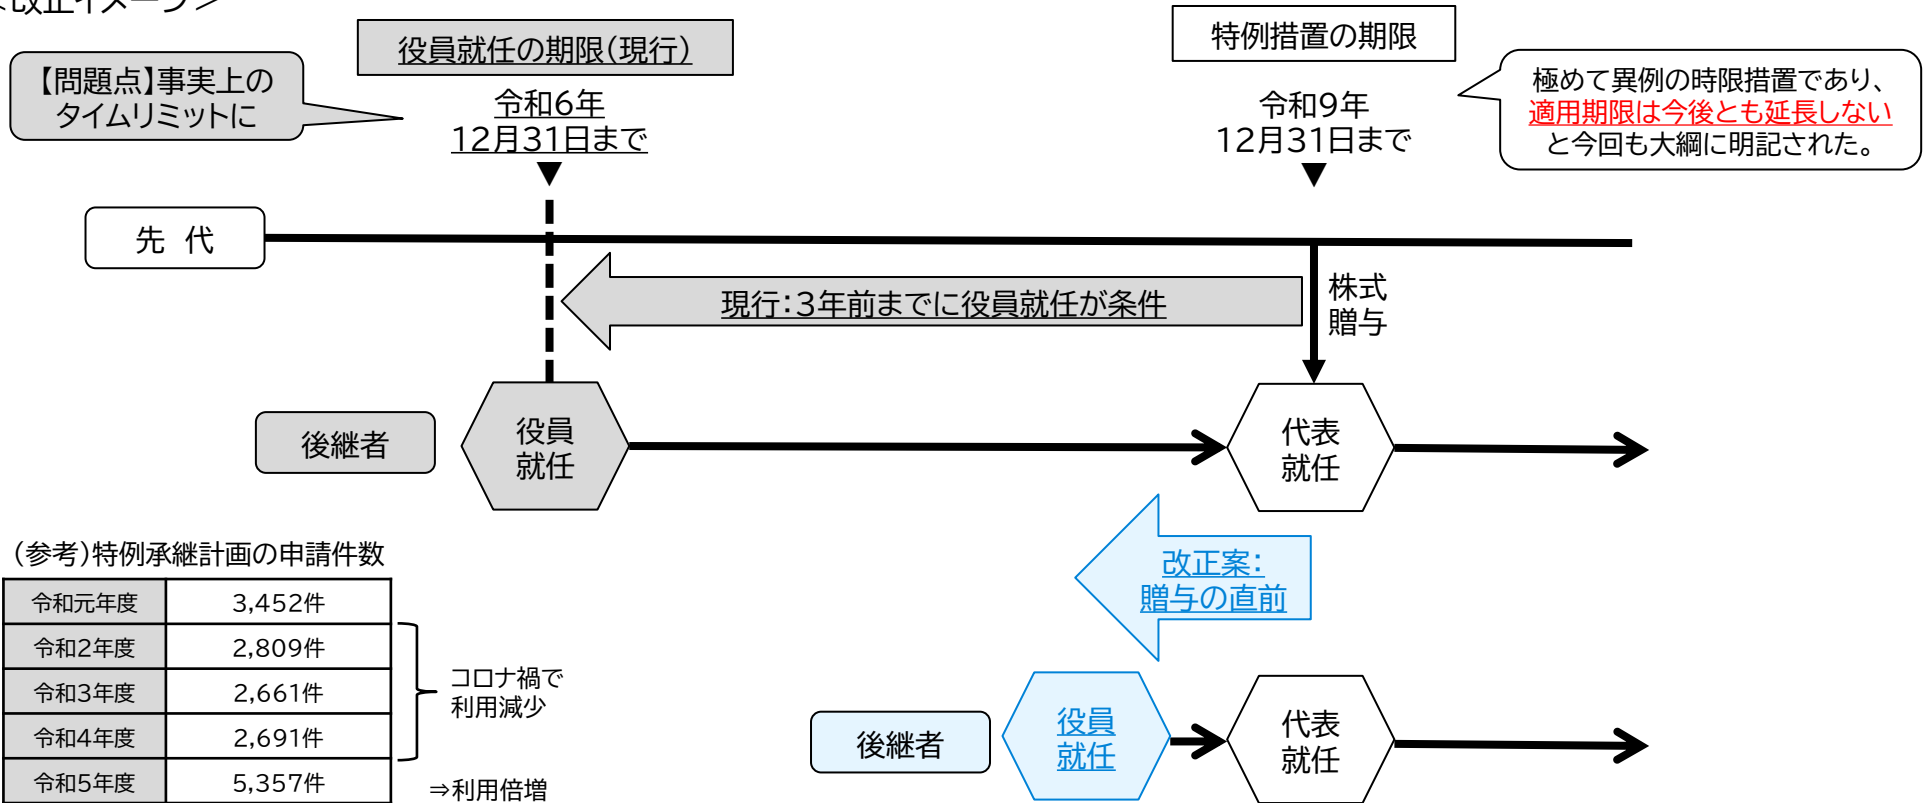 <改正イメージ>
役員就任の期限(現行)
特例措置の期限
【問題点】事実上の
タイムリミットに
令和6年
12月31日まで
令和9年
12月31日まで
極めて異例の時限措置であり、
適用期限は今後とも延長しない
と今回も大綱に明記された。
先 代
現行:3年前までに役員就任が条件
株式
贈与
後継者
役員
就任
代表
就任
改正案:
贈与の直前
後継者
役員
就任
代表
就任
(参考)特例承継計画の申請件数
令和元年度 3,452件
令和2年度 2,809件
令和3年度 2,661件
令和4年度 2,691件
令和5年度 5,357件
コロナ禍で
利用減少
⇒利用倍増